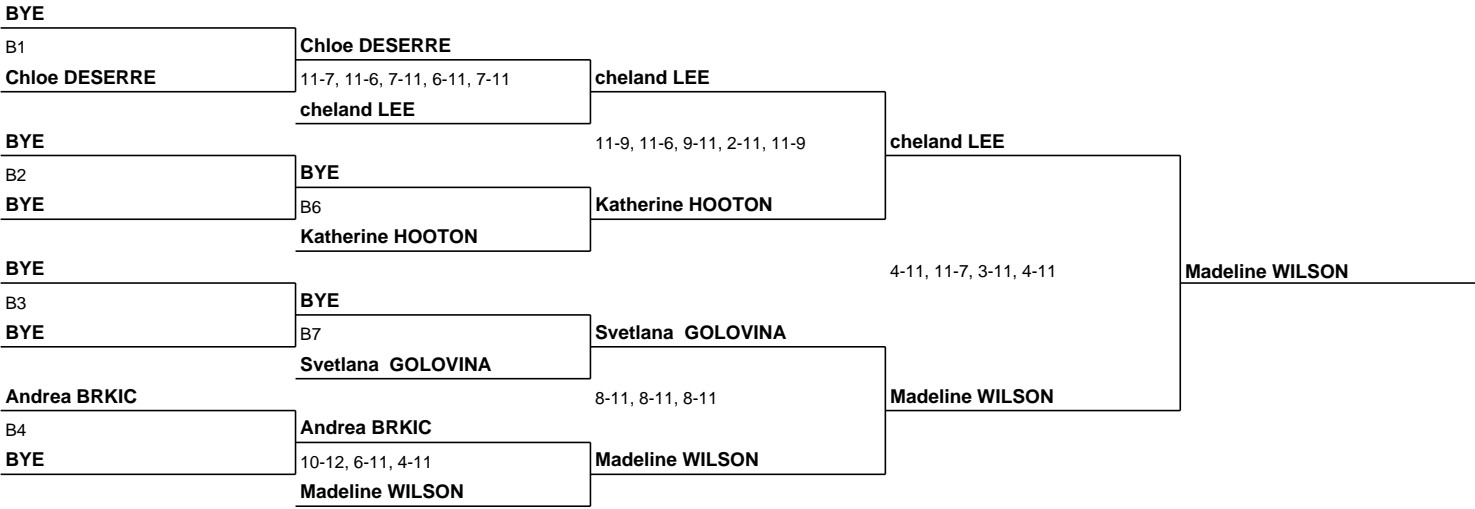 BYE
B1
Chloe DESERRE
Chloe DESERRE
11-7, 11-6, 7-11, 6-11, 7-11
cheland LEE
cheland LEE
BYE
11-9, 11-6, 9-11, 2-11, 11-9
cheland LEE
B2
BYE
BYE
B6
Katherine HOOTON
Katherine HOOTON
BYE
4-11, 11-7, 3-11, 4-11
Madeline WILSON
B3
BYE
BYE
B7
Svetlana  GOLOVINA
Svetlana  GOLOVINA
Andrea BRKIC
8-11, 8-11, 8-11
Madeline WILSON
B4
Andrea BRKIC
BYE
10-12, 6-11, 4-11
Madeline WILSON
Madeline WILSON